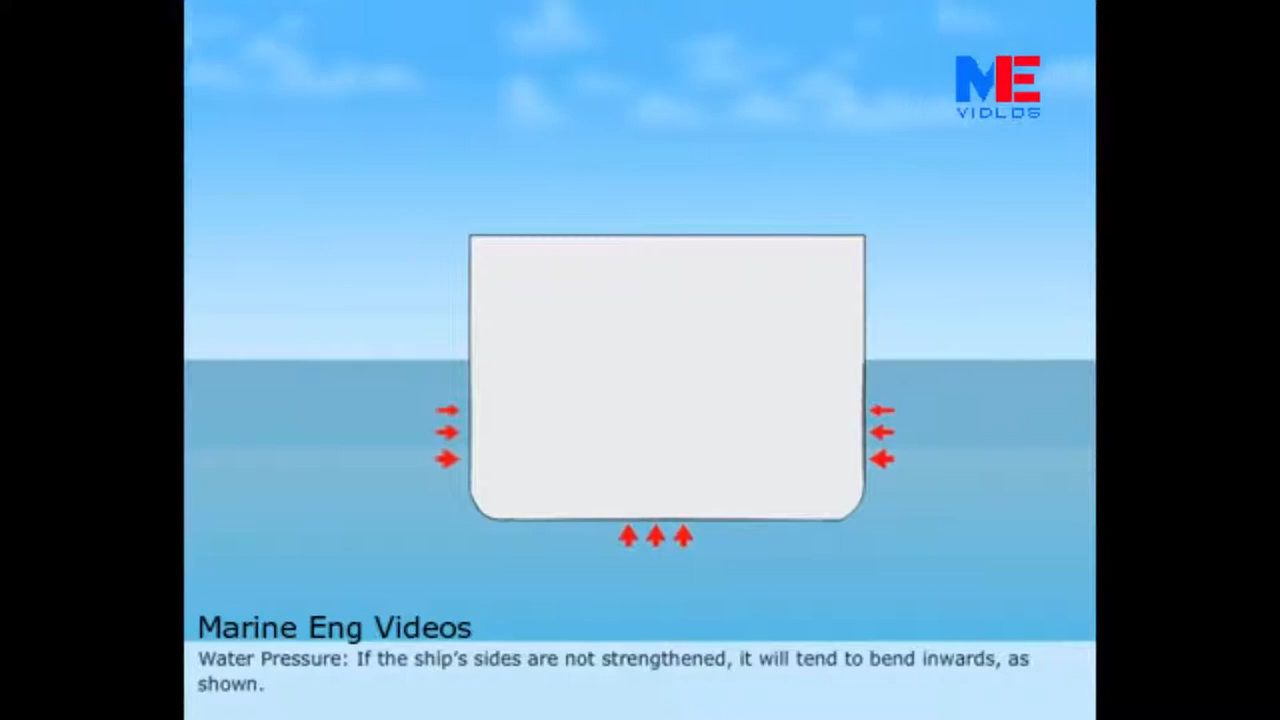 ME
VIDEOS
Marine Eng Videos
Water Pressure: If the ship's sides are not strengthened, it will tend to bend inwards, as
shown.